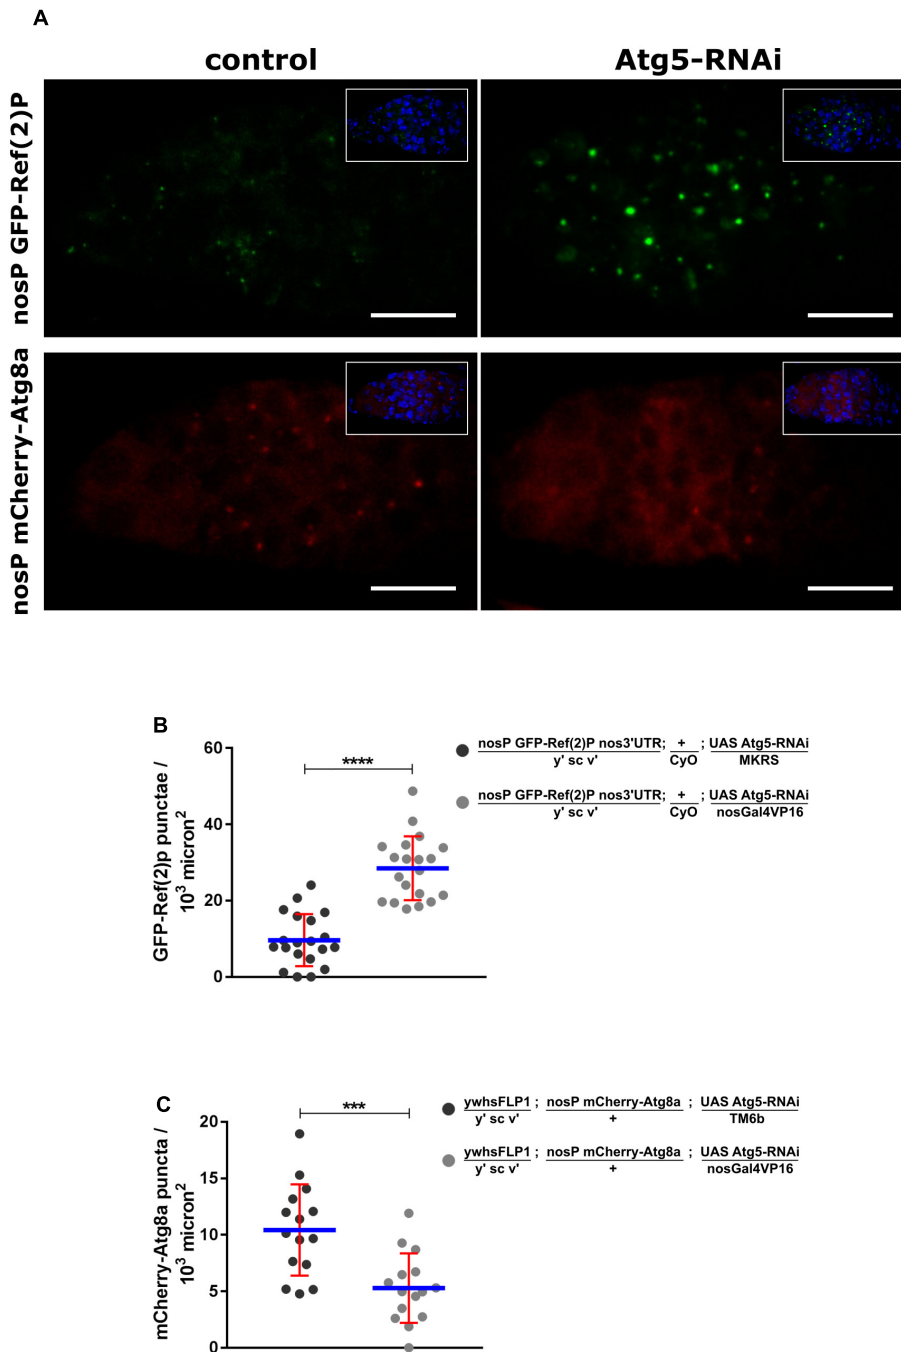 A
control Atg5-RNAi
nosP GFP-Ref(2)P
nosP mCherry-Atg8a
B
GFP-Ref(2)p punctae /
10³ micron²
60
40
20
0
****
nosP GFP-Ref(2)P nos3'UTR; + ; UAS Atg5-RNAi
y' sc v' CyO MKRS
nosP GFP-Ref(2)P nos3'UTR; + ; UAS Atg5-RNAi
y' sc v' CyO nosGal4VP16
C
mCherry-Atg8a puncta /
10³ micron²
20
15
10
5
0
***
ywhsFLP1 ; nosP mCherry-Atg8a ; UAS Atg5-RNAi
y' sc v' + TM6b
ywhsFLP1 ; nosP mCherry-Atg8a ; UAS Atg5-RNAi
y' sc v' + nosGal4VP16